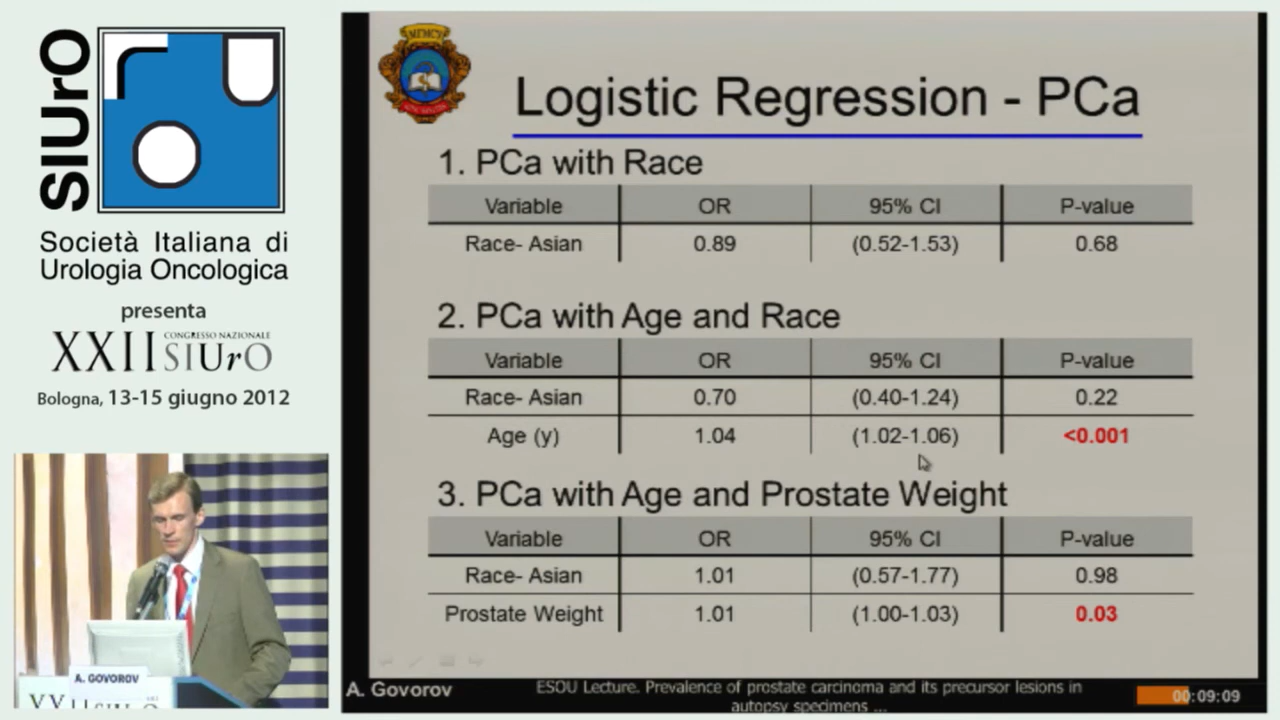 SIUrO
Società Italiana di
Urologia Oncologica
presenta
XXII CONGRESSO NAZIONALE
SIUrO
Bologna, 13-15 giugno 2012
A. GOVOROV
Logistic Regression - PCa
1. PCa with Race
Variable OR 95% CI P-value
Race- Asian 0.89 (0.52-1.53) 0.68
2. PCa with Age and Race
Variable OR 95% CI P-value
Race- Asian 0.70 (0.40-1.24) 0.22
Age (y) 1.04 (1.02-1.06) <0.001
3. PCa with Age and Prostate Weight
Variable OR 95% CI P-value
Race- Asian 1.01 (0.57-1.77) 0.98
Prostate Weight 1.01 (1.00-1.03) 0.03
A. Govorov
ESOU Lecture. Prevalence of prostate carcinoma and its precursor lesions in
autopsy specimens ...
00:09:09